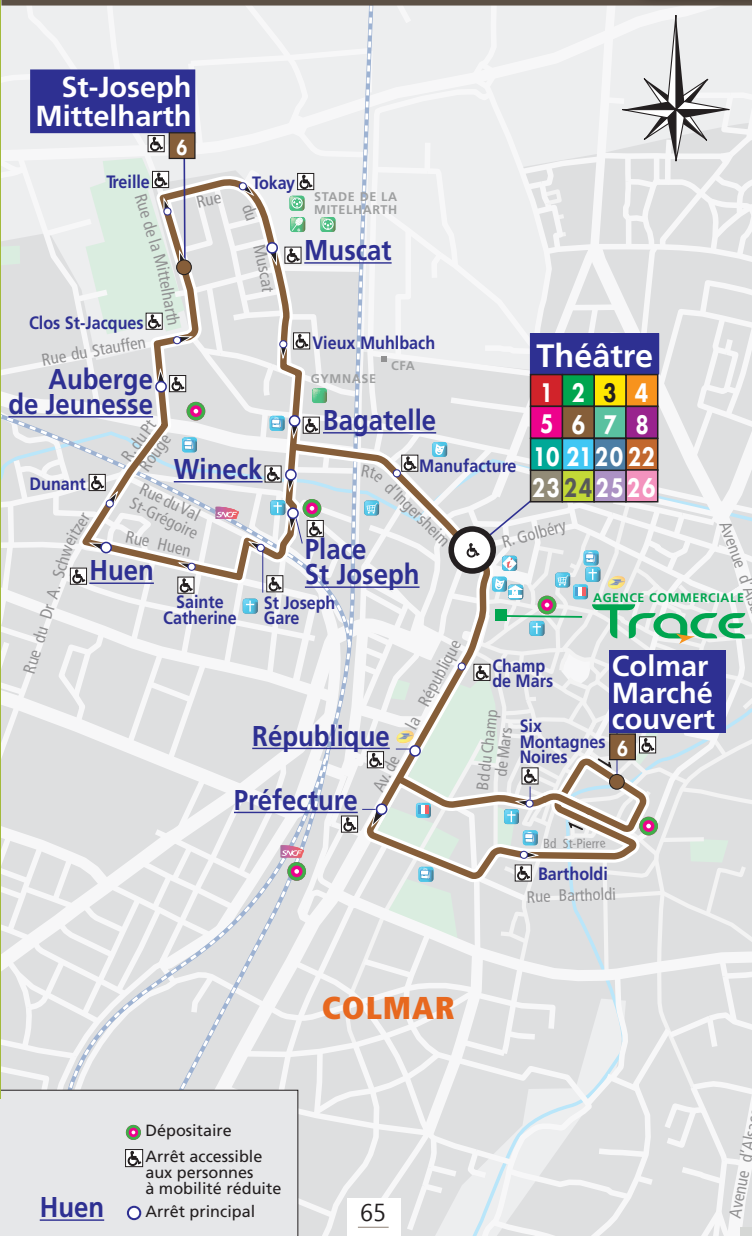 St-Joseph
Mittelharth
6
Treille
Tokay
STADE DE LA
MITELHARTH
Rue du Muscat
Rue de la Mittelharth
Muscat
Clos St-Jacques
Rue du Stauffen
Vieux Muhlbach
CFA
GYMNASE
Auberge
de Jeunesse
Théâtre
1 2 3 4
5 6 7 8
10 21 20 22
23 24 25 26
Bagatelle
R. du Pt
Rouge
Wineck
Manufacture
Rte d'Ingersheim
Dunant
Rue du Val
St-Grégoire
SNCF
Rue Huen
R. Golbéry
Huen
Place
St Joseph
Rue du Dr A. Schweitzer
Sainte
Catherine
St Joseph
Gare
AGENCE COMMERCIALE
Trace
Champ
de Mars
Colmar
Marché
couvert
6
Av. de la République
République
Bd du Champ
de Mars
Six
Montagnes
Noires
Préfecture
Bd St-Pierre
SNCF
Bartholdi
Rue Bartholdi
COLMAR
Dépositaire
Arrêt accessible
aux personnes
à mobilité réduite
Huen
Arrêt principal
65